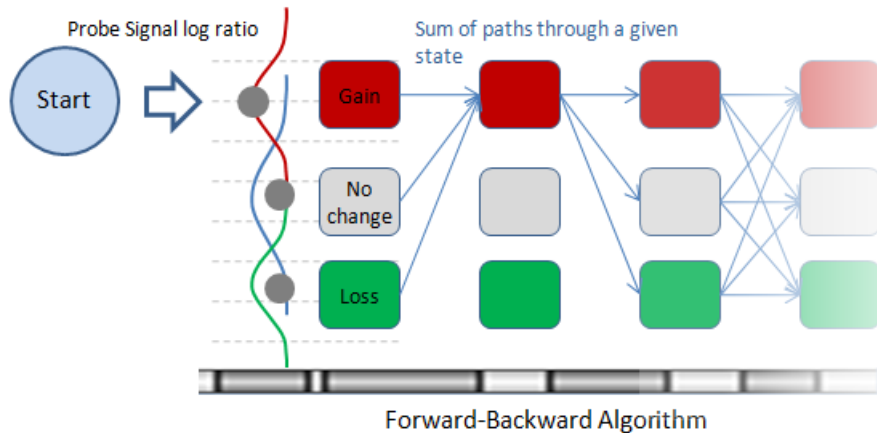 Probe Signal log ratio
Sum of paths through a given
state
Start
Gain
No
change
Loss
Forward-Backward Algorithm